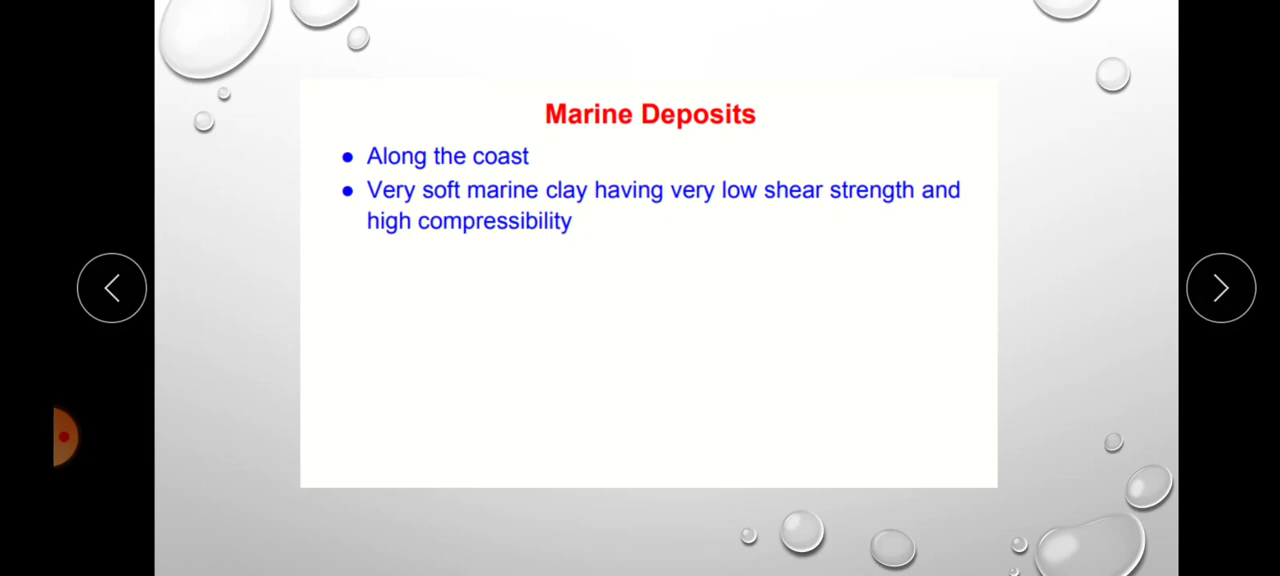 Marine Deposits
● Along the coast
● Very soft marine clay having very low shear strength and
high compressibility